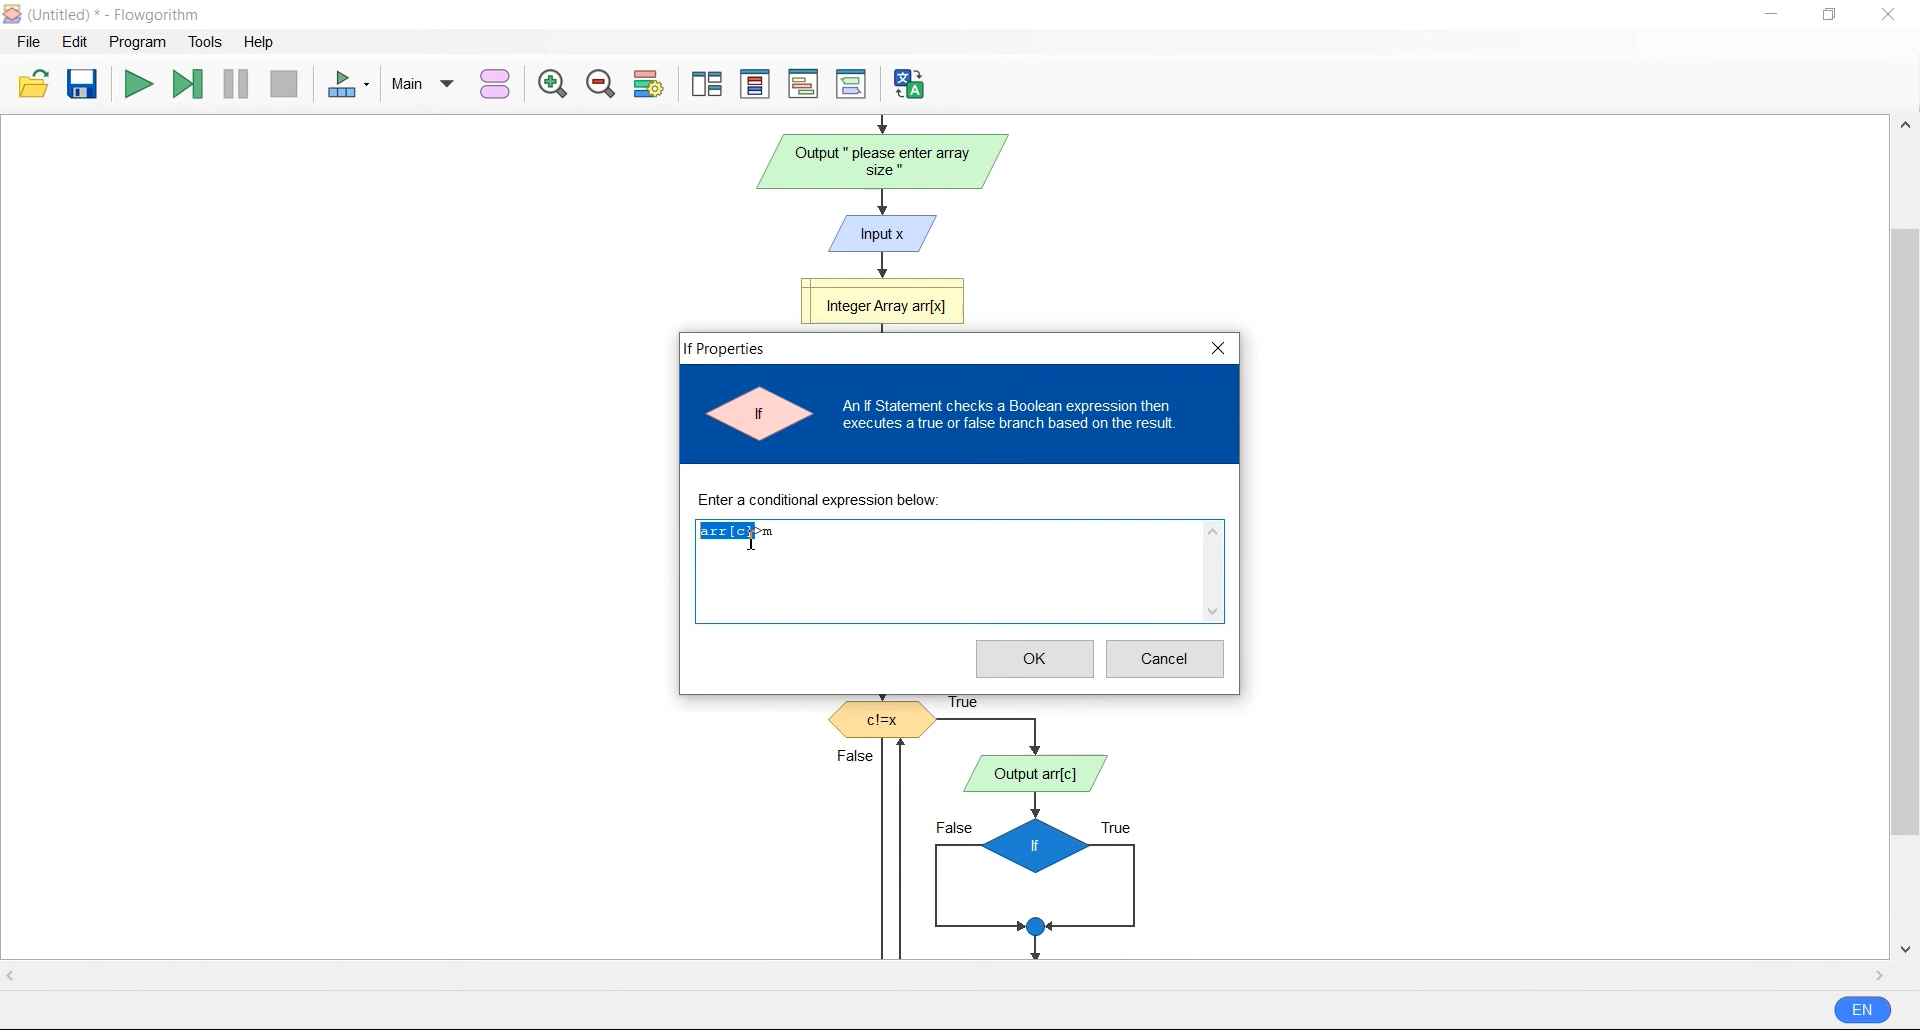 (Untitled) * - Flowgorithm
File Edit Program Tools Help
Main
Output " please enter array
size "
Input x
Integer Array arr[x]
If Properties
If
An If Statement checks a Boolean expression then
executes a true or false branch based on the result.
Enter a conditional expression below:
arr[c]>m
OK Cancel
True
c!=x
False
Output arr[c]
False True
If
EN